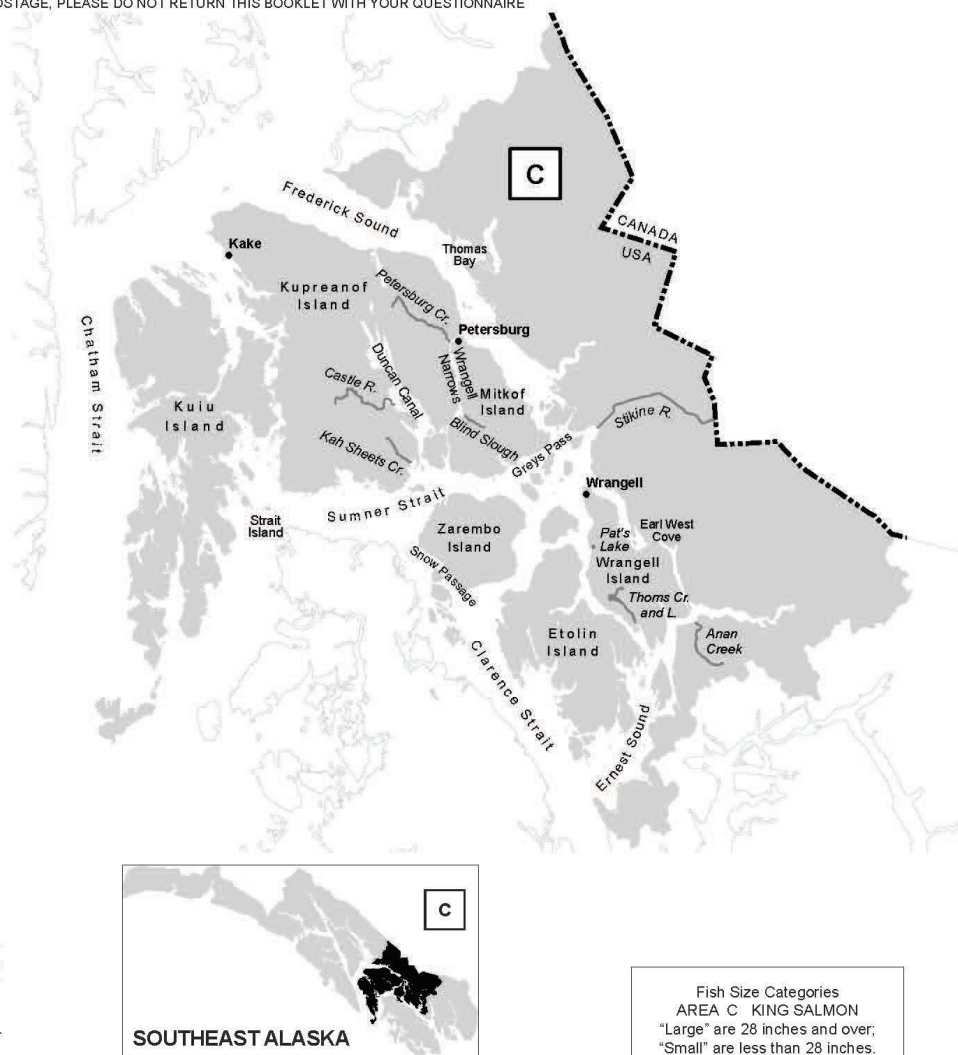 POSTAGE, PLEASE DO NOT RETURN THIS BOOKLET WITH YOUR QUESTIONNAIRE
C
CANADA
USA
Frederick Sound
Kake
Thomas
Bay
Kupreanof
Island
Petersburg Cr.
Petersburg
Chatham Strait
Duncan Canal
Wrangell
Narrows
Castle R.
Mitkof
Island
Kuiu
Island
Stikine R.
Blind Slough
Kah Sheets Cr.
Greys Pass
Wrangell
Sumner Strait
Strait
Island
Zarembo
Island
Pat's
Lake
Earl West
Cove
Wrangell
Island
Snow Passage
Thoms Cr.
and L.
Etolin
Island
Anan
Creek
Clarence Strait
Ernest Sound
C
SOUTHEAST ALASKA
Fish Size Categories
AREA C KING SALMON
“Large” are 28 inches and over;
“Small” are less than 28 inches.